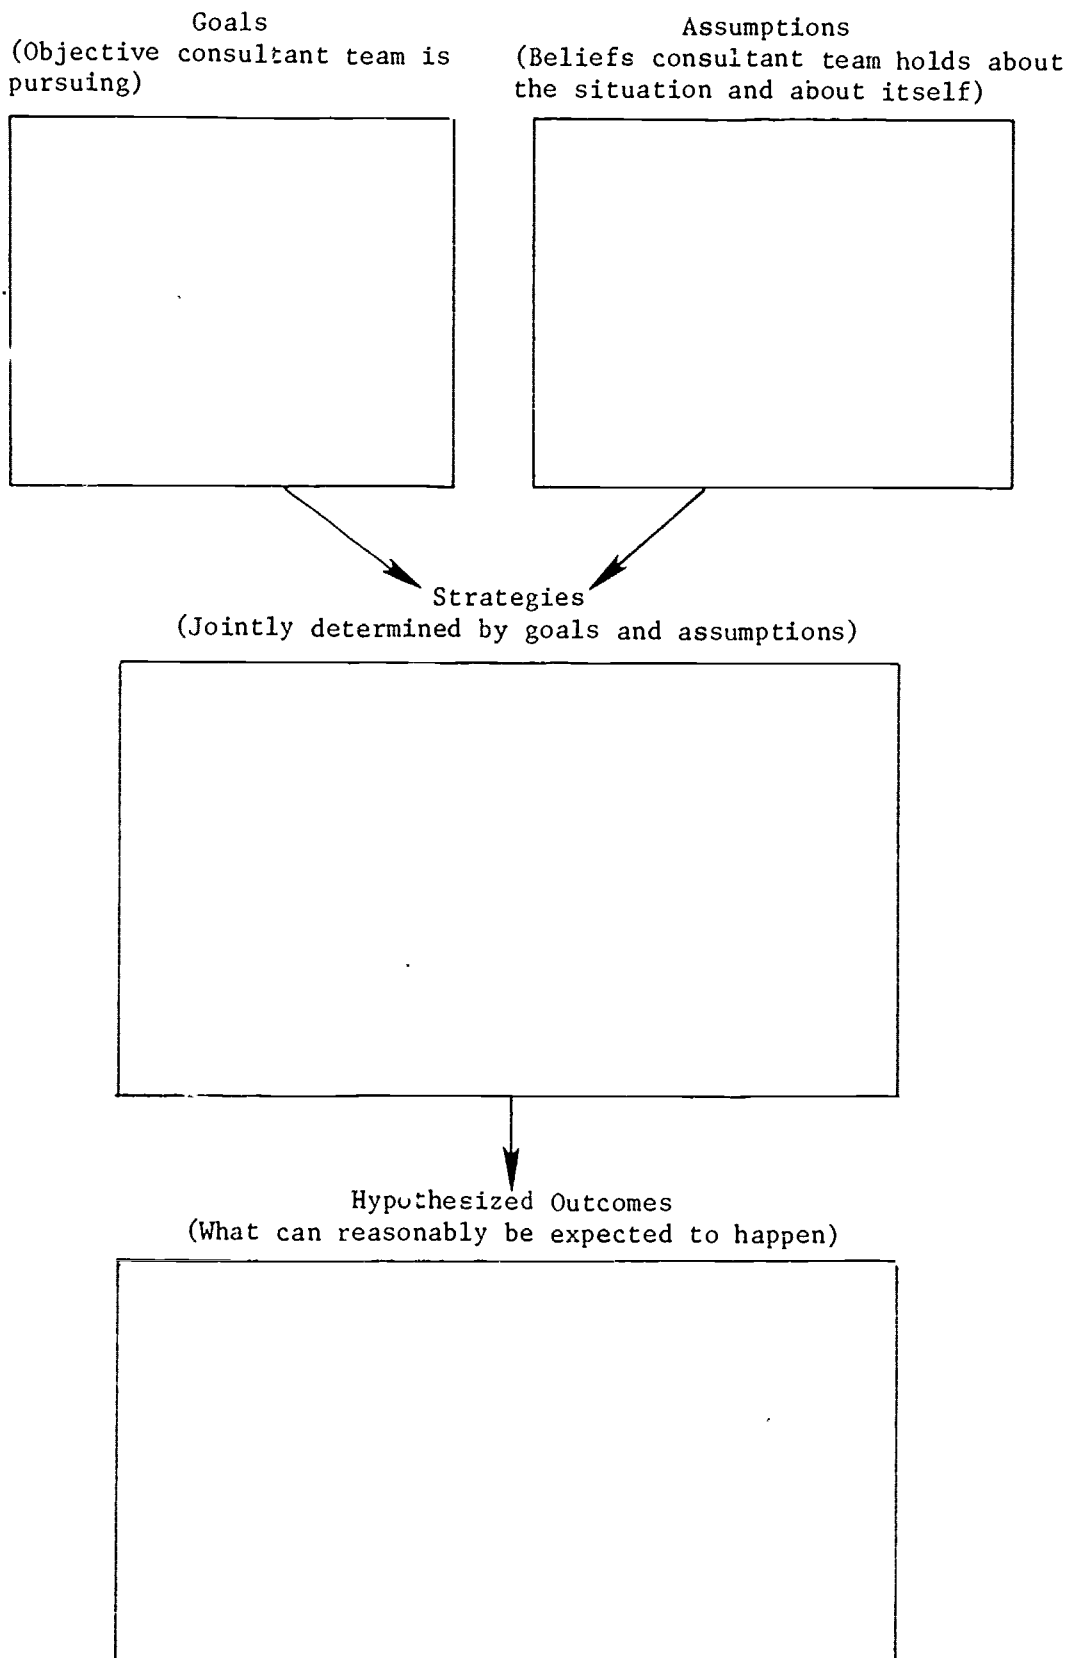 Goals
(Objective consultant team is
pursuing)
Assumptions
(Beliefs consultant team holds about
the situation and about itself)
Strategies
(Jointly determined by goals and assumptions)
Hypothesized Outcomes
(What can reasonably be expected to happen)